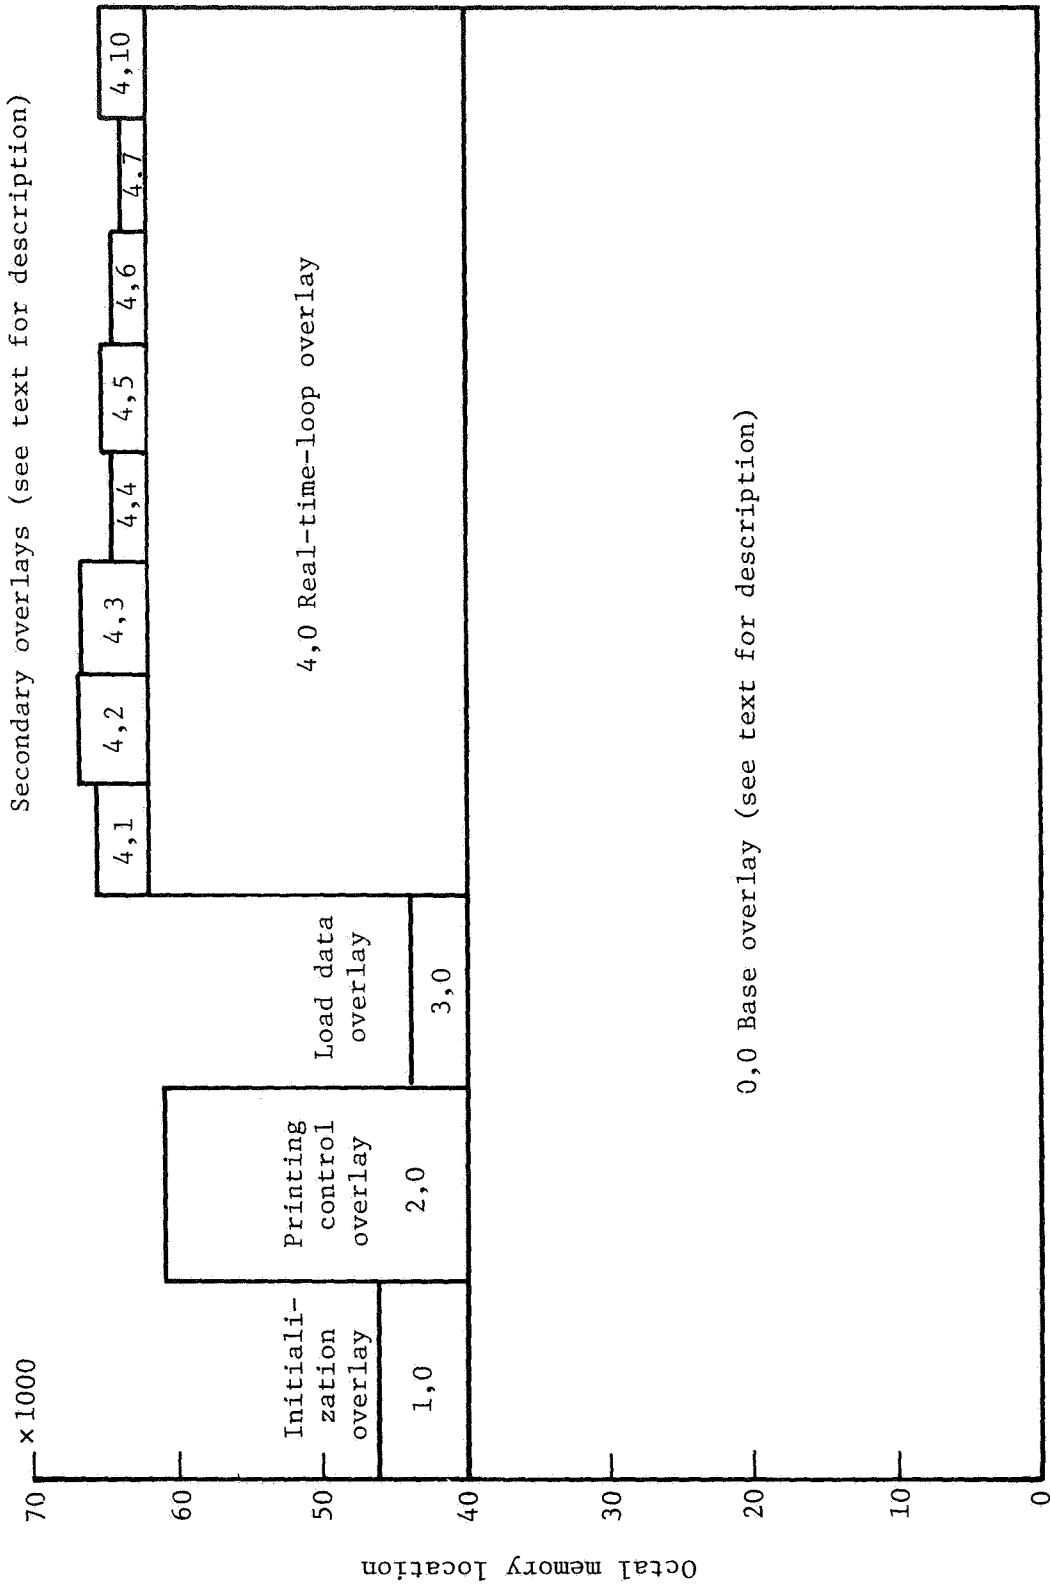 Secondary overlays (see text for description)
×1000
70
60
50
40
30
20
10
0
Octal memory location
4,1
4,2
4,3
4,4
4,5
4,6
4.7
4,10
Initiali-
zation
overlay
1,0
Printing
control
overlay
2,0
Load data
overlay
3,0
4,0 Real-time-loop overlay
0,0 Base overlay (see text for description)